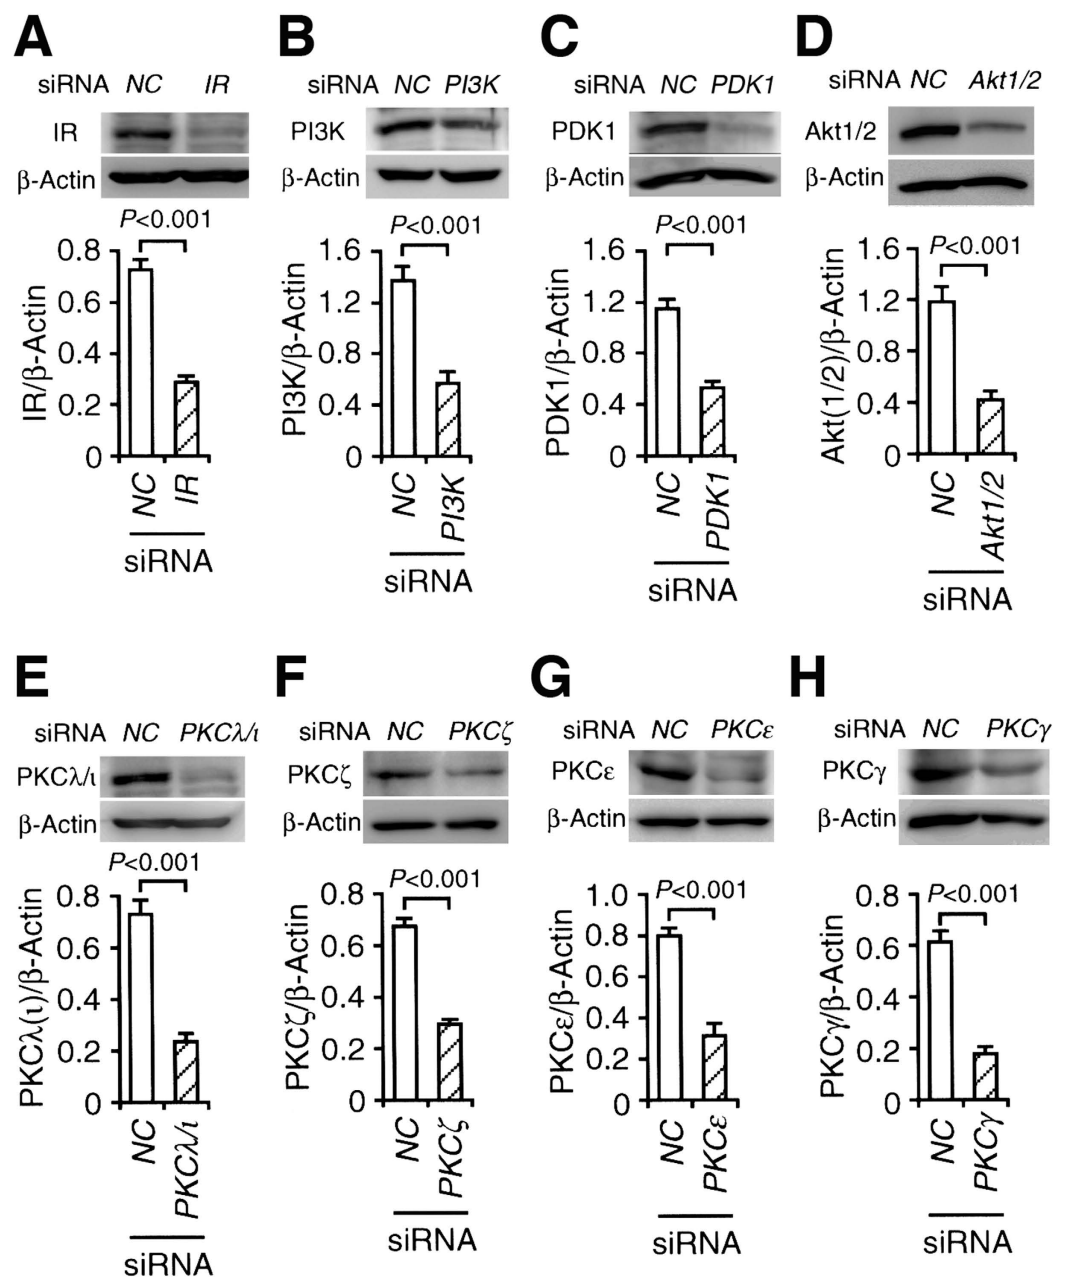 A
siRNA NC IR
IR
β-Actin
P<0.001
0.8
0.6
0.4
0.2
0
IR/β-Actin
NC
IR
siRNA
B
siRNA NC PI3K
PI3K
β-Actin
P<0.001
1.6
1.2
0.8
0.4
0
PI3K/β-Actin
NC
PI3K
siRNA
C
siRNA NC PDK1
PDK1
β-Actin
P<0.001
1.6
1.2
0.8
0.4
0
PDK1/β-Actin
NC
PDK1
siRNA
D
siRNA NC Akt1/2
Akt1/2
β-Actin
P<0.001
1.6
1.2
0.8
0.4
0
Akt(1/2)/β-Actin
NC
Akt1/2
siRNA
E
siRNA NC PKCλ/ι
PKCλ/ι
β-Actin
P<0.001
0.8
0.6
0.4
0.2
0
PKCλ(ι)/β-Actin
NC
PKCλ/ι
siRNA
F
siRNA NC PKCζ
PKCζ
β-Actin
P<0.001
0.8
0.6
0.4
0.2
0
PKCζ/β-Actin
NC
PKCζ
siRNA
G
siRNA NC PKCε
PKCε
β-Actin
P<0.001
1.0
0.8
0.6
0.4
0.2
0
PKCε/β-Actin
NC
PKCε
siRNA
H
siRNA NC PKCγ
PKCγ
β-Actin
P<0.001
0.8
0.6
0.4
0.2
0
PKCγ/β-Actin
NC
PKCγ
siRNA